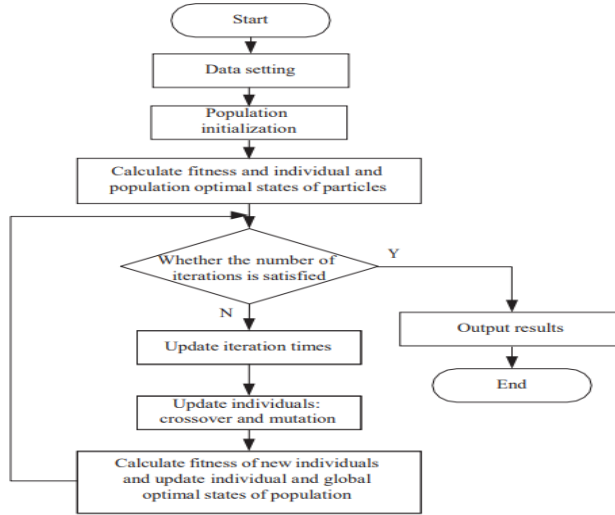 Start
Data setting
Population
initialization
Calculate fitness and individual and
population optimal states of particles
Whether the number of
iterations is satisfied
Y
N
Output results
Update iteration times
End
Update individuals:
crossover and mutation
Calculate fitness of new individuals
and update individual and global
optimal states of population